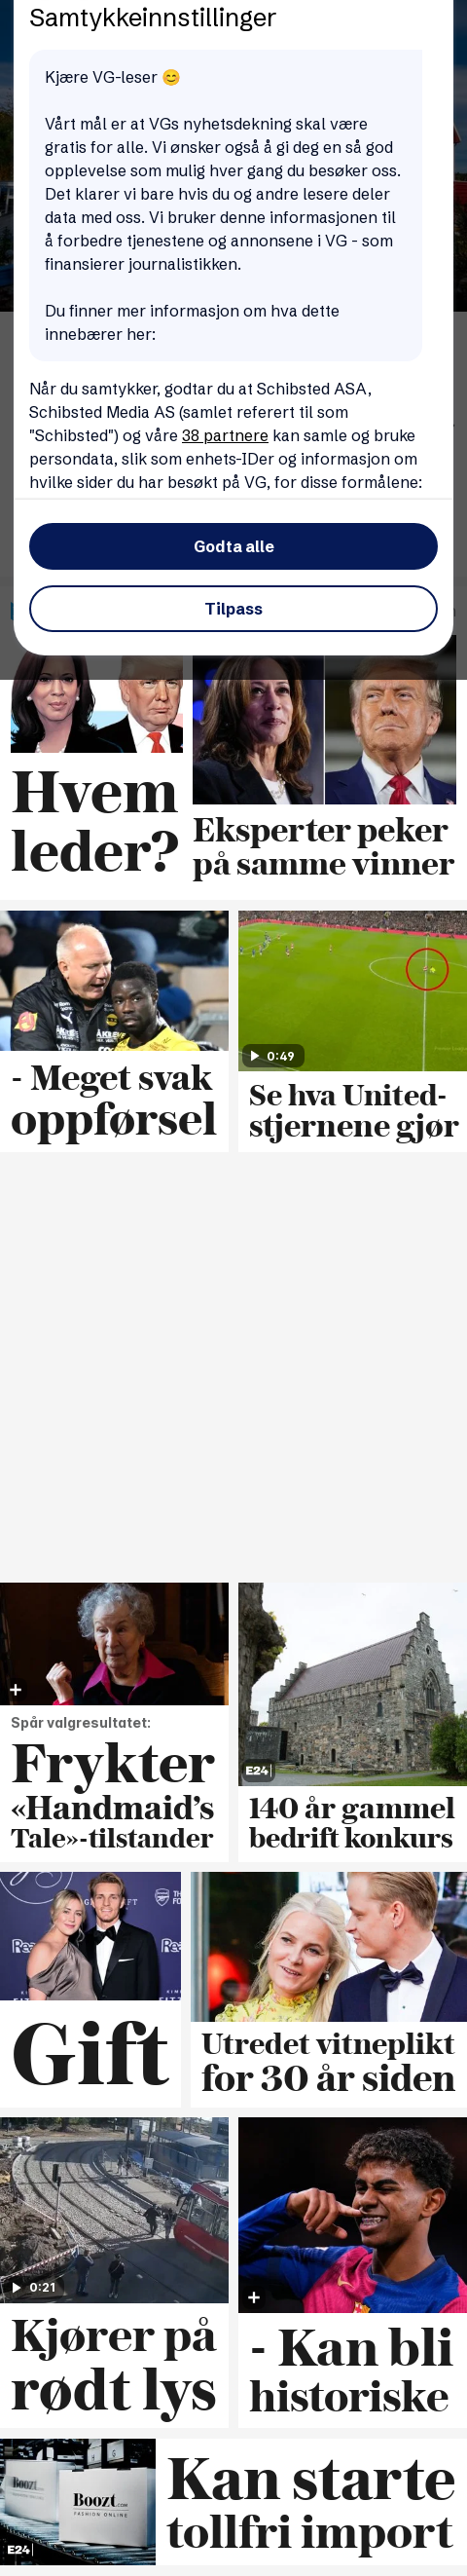 Samtykkeinnstillinger
Kjære VG-leser 😊
Vårt mål er at VGs nyhetsdekning skal være
gratis for alle. Vi ønsker også å gi deg en så god
opplevelse som mulig hver gang du besøker oss.
Det klarer vi bare hvis du og andre lesere deler
data med oss. Vi bruker denne informasjonen til
å forbedre tjenestene og annonsene i VG - som
finansierer journalistikken.
Du finner mer informasjon om hva dette
innebærer her:
Når du samtykker, godtar du at Schibsted ASA,
Schibsted Media AS (samlet referert til som
"Schibsted") og våre 38 partnere kan samle og bruke
persondata, slik som enhets-IDer og informasjon om
hvilke sider du har besøkt på VG, for disse formålene:
Godta alle
Tilpass
Hvem
leder?
Eksperter peker
på samme vinner
- Meget svak
oppførsel
0:49
Se hva United-
stjernene gjør
Spår valgresultatet:
Frykter
«Handmaid's
Tale»-tilstander
E24
140 år gammel
bedrift konkurs
Gift
Utredet vitneplikt
for 30 år siden
0:21
Kjører på
rødt lys
- Kan bli
historiske
Boozt.com
FASHION ONLINE
E24
Kan starte
tollfri import